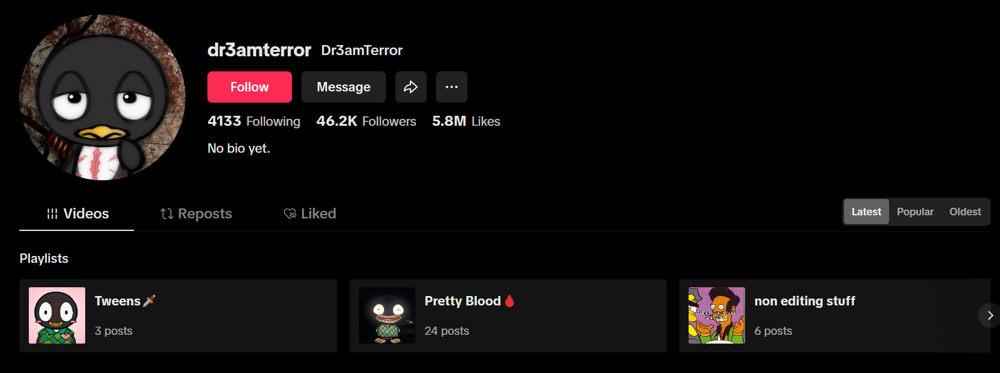 dr3amterror Dr3amTerror
Follow Message
4133 Following 46.2K Followers 5.8M Likes
No bio yet.
Videos Reposts Liked
Latest Popular Oldest
Playlists
Tweens🗡️
3 posts
Pretty Blood🩸
24 posts
non editing stuff
6 posts